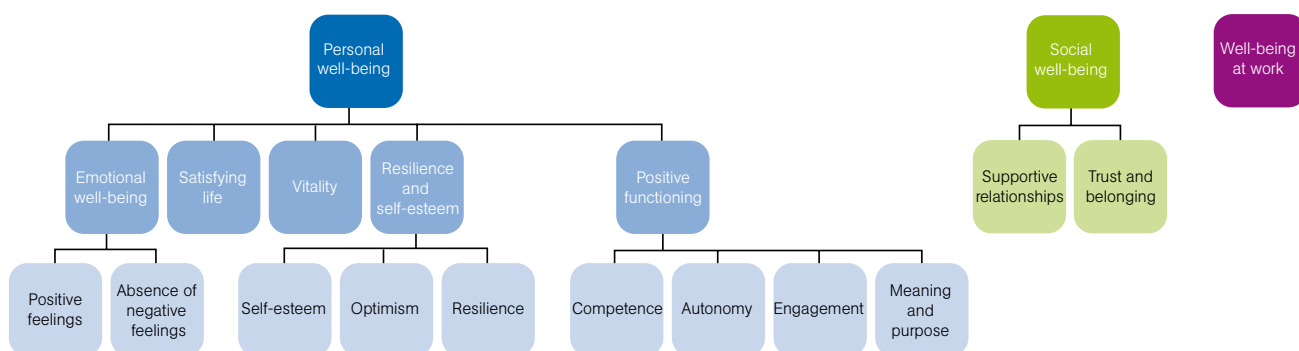 Personal
well-being
Social
well-being
Well-being
at work
Emotional
well-being
Satisfying
life
Vitality
Resilience
and
self-esteem
Positive
functioning
Supportive
relationships
Trust and
belonging
Positive
feelings
Absence of
negative
feelings
Self-esteem
Optimism
Resilience
Competence
Autonomy
Engagement
Meaning
and
purpose